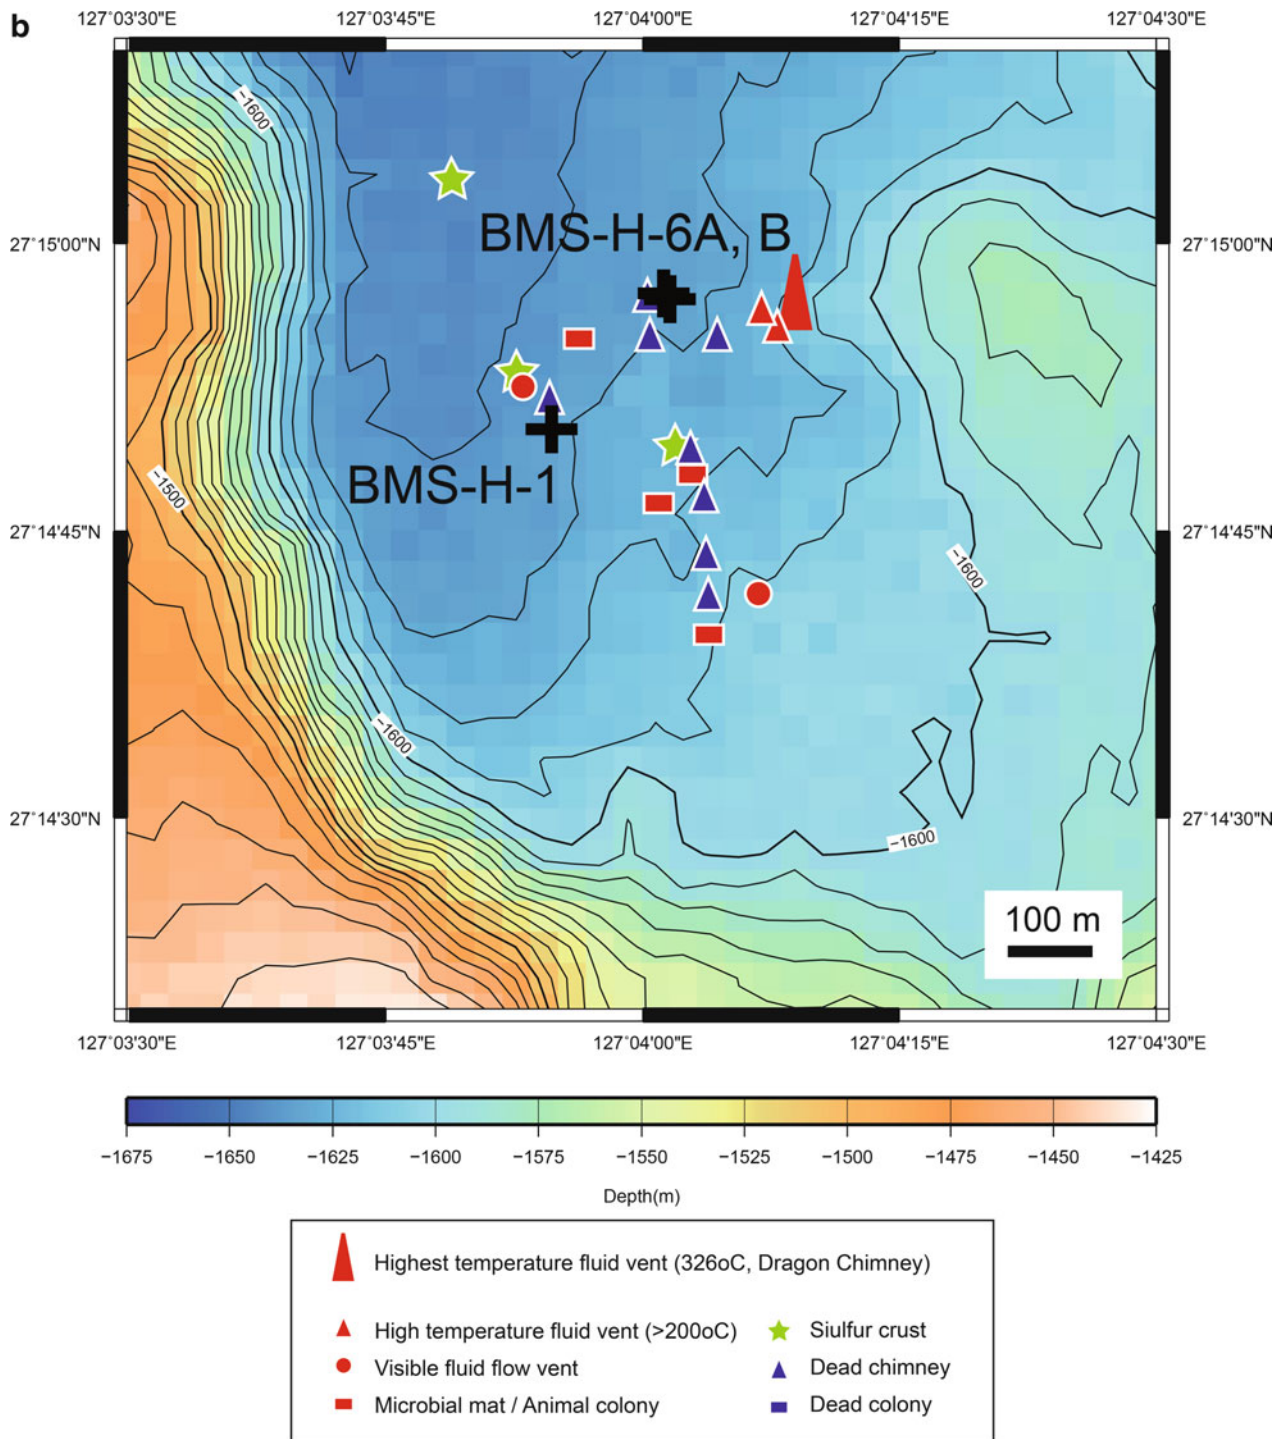 b
127°03'30"E 127°03'45"E 127°04'00"E 127°04'15"E 127°04'30"E
−1600
BMS-H-6A, B
27°15'00"N 27°15'00"N
−1500
BMS-H-1
27°14'45"N 27°14'45"N
−1600
−1600
27°14'30"N 27°14'30"N
−1600
100 m
127°03'30"E 127°03'45"E 127°04'00"E 127°04'15"E 127°04'30"E
−1675 −1650 −1625 −1600 −1575 −1550 −1525 −1500 −1475 −1450 −1425
Depth(m)
Highest temperature fluid vent (326oC, Dragon Chimney)
High temperature fluid vent (>200oC) Siulfur crust
Visible fluid flow vent Dead chimney
Microbial mat / Animal colony Dead colony